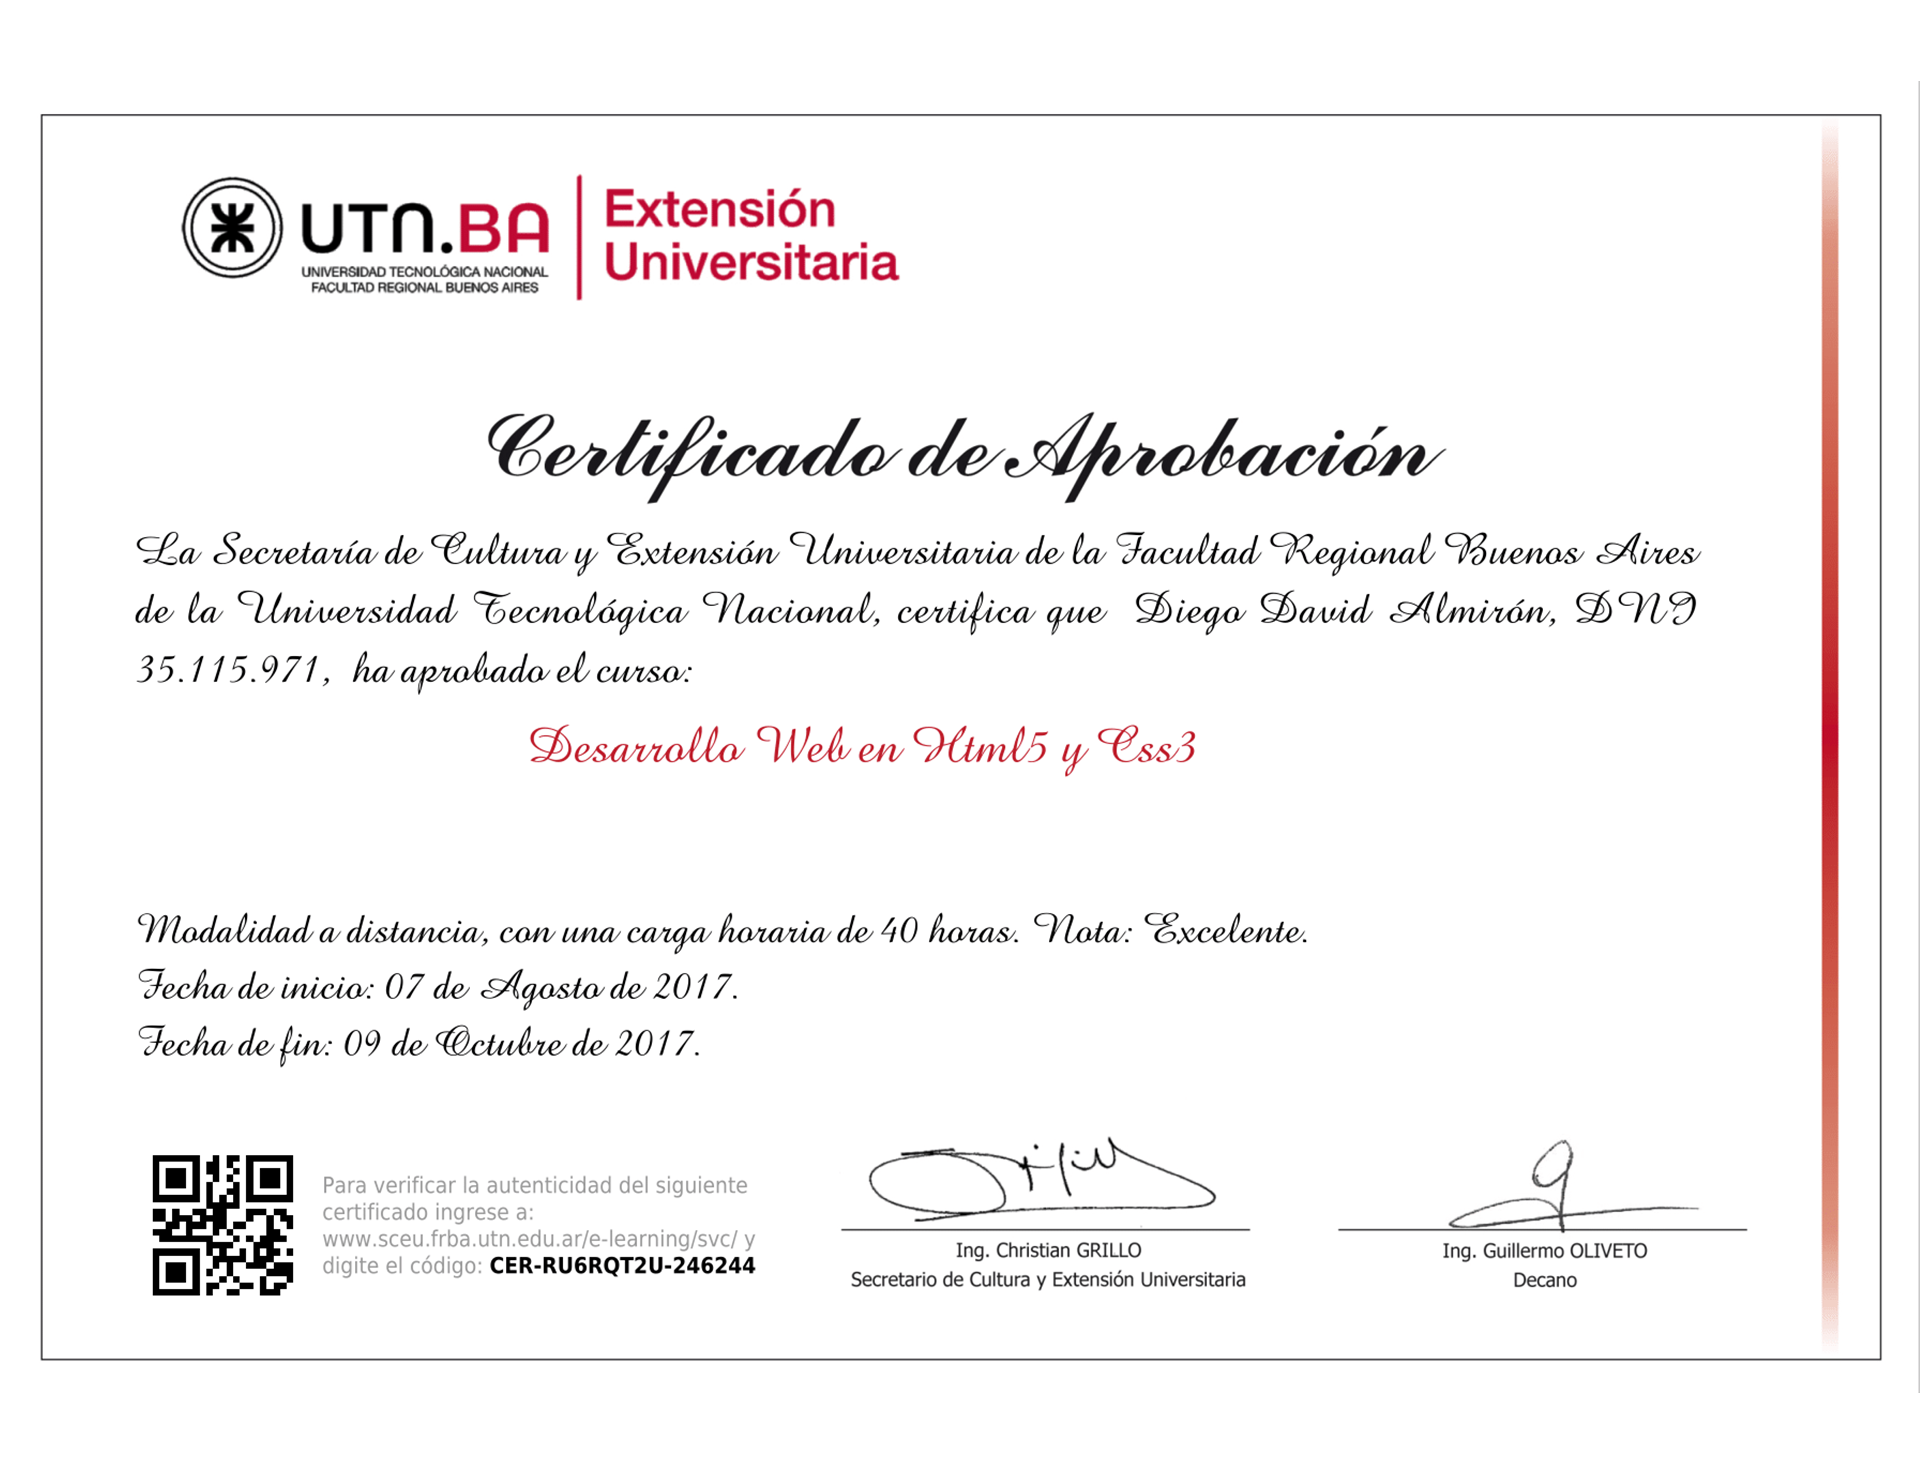 UTN.BA
UNIVERSIDAD TECNOLÓGICA NACIONAL
FACULTAD REGIONAL BUENOS AIRES
Extensión
Universitaria
Certificado de Aprobación
La Secretaría de Cultura y Extensión Universitaria de la Facultad Regional Buenos Aires
de la Universidad Tecnológica Nacional, certifica que Diego David Almirón, DNI
35.115.971, ha aprobado el curso:
Desarrollo Web en Html5 y Css3
Modalidad a distancia, con una carga horaria de 40 horas. Nota: Excelente.
Fecha de inicio: 07 de Agosto de 2017.
Fecha de fin: 09 de Octubre de 2017.
Para verificar la autenticidad del siguiente
certificado ingrese a:
www.sceu.frba.utn.edu.ar/e-learning/svc/ y
digite el código: CER-RU6RQT2U-246244
Ing. Christian GRILLO
Secretario de Cultura y Extensión Universitaria
Ing. Guillermo OLIVETO
Decano